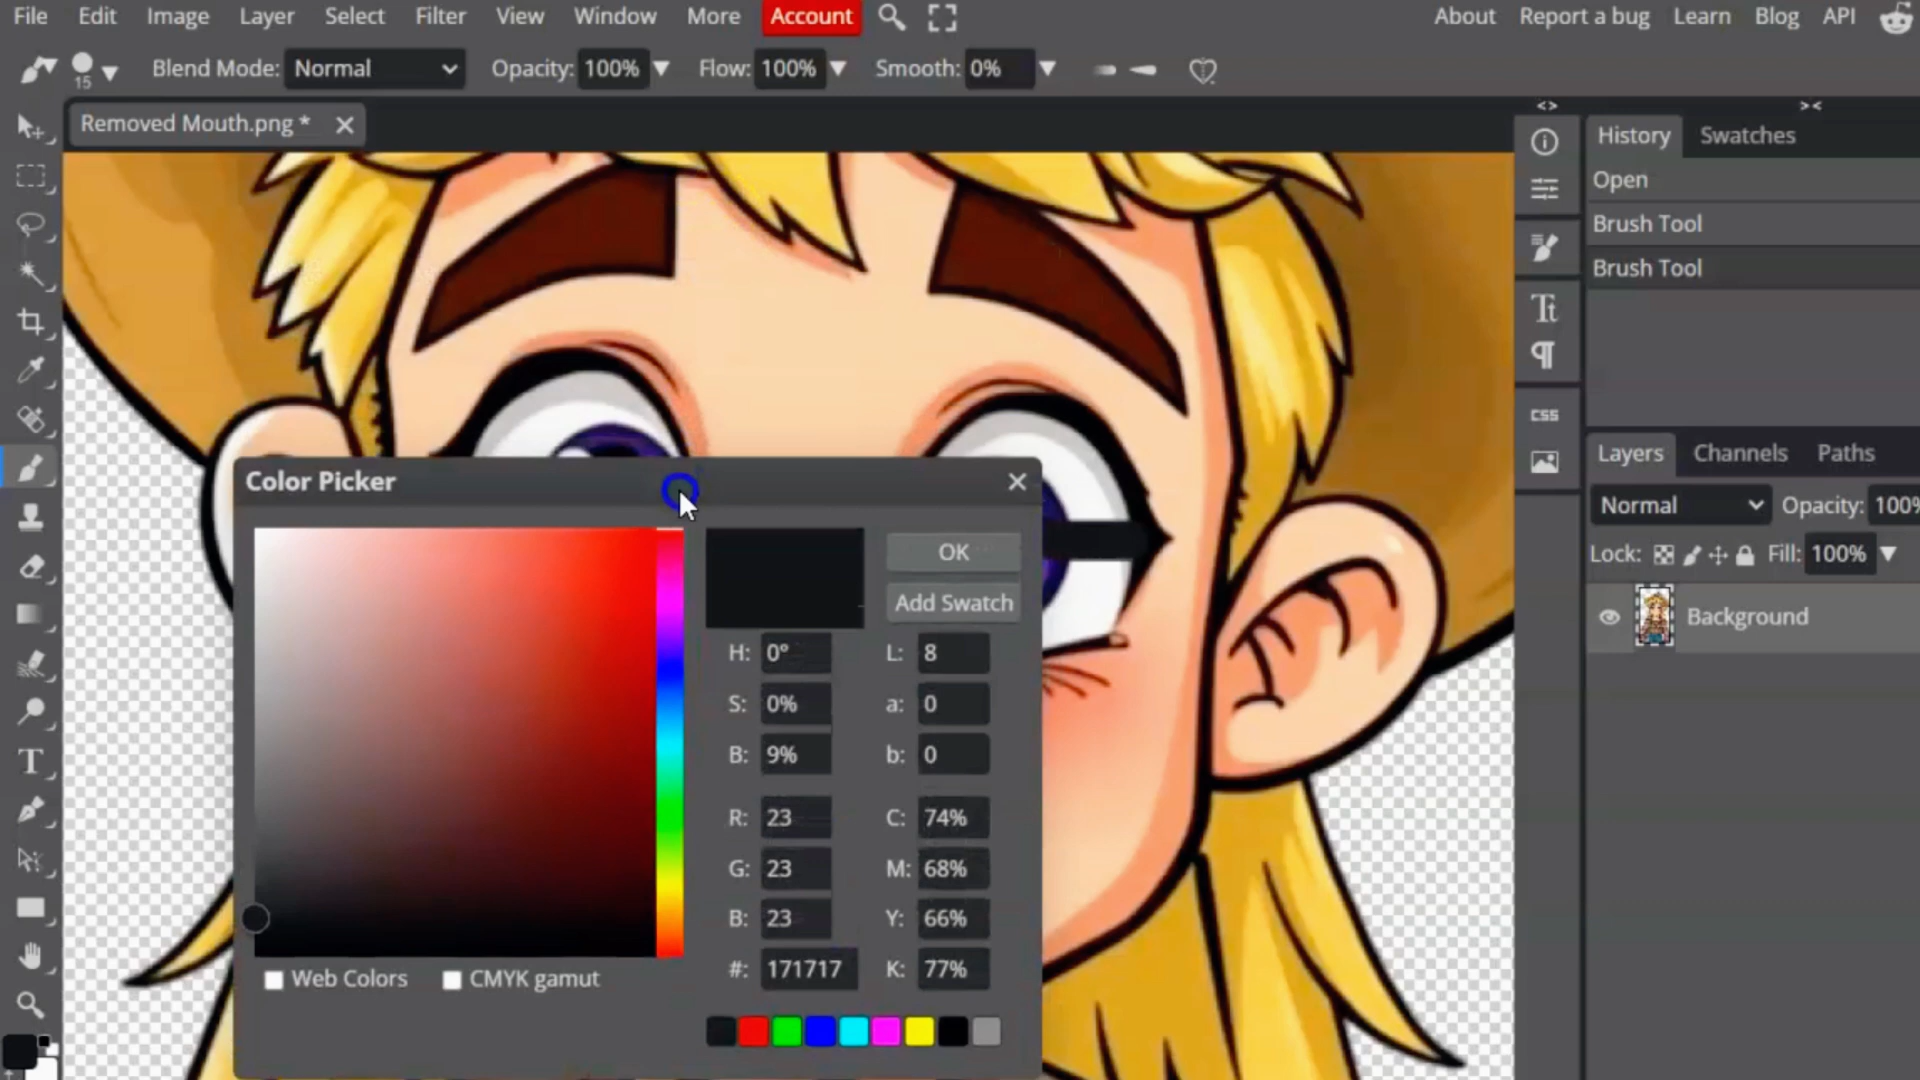 File Edit Image Layer Select Filter View Window More Account About Report a bug Learn Blog API
15 Blend Mode: Normal Opacity: 100% Flow: 100% Smooth: 0%
Removed Mouth.png *
<> ><
History Swatches
Open
Brush Tool
Brush Tool
CSS
Layers Channels Paths
Normal Opacity: 100%
Lock: Fill: 100%
Background
Color Picker
OK
Add Swatch
H: 0° L: 8
S: 0% a: 0
B: 9% b: 0
R: 23 C: 74%
G: 23 M: 68%
B: 23 Y: 66%
#: 171717 K: 77%
Web Colors CMYK gamut